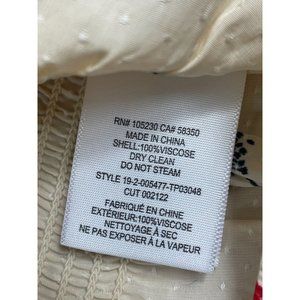 RN# 105230 CA# 58350
MADE IN CHINA
SHELL:100%VISCOSE
DRY CLEAN
DO NOT STEAM
STYLE 19-2-005477-TP03048
CUT 002122
FABRIQUÉ EN CHINE
EXTÉRIEUR:100%VISCOSE
NETTOYAGE À SEC
NE PAS EXPOSER À LA VAPEUR